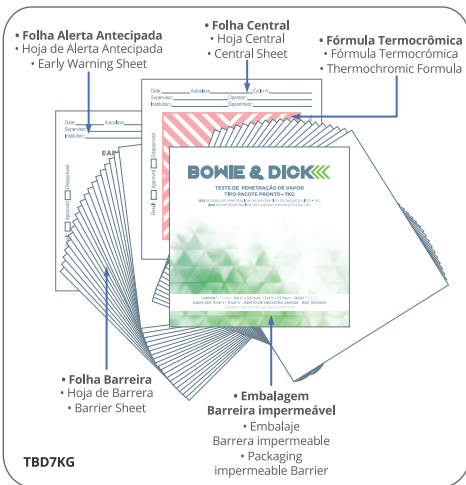 • Folha Alerta Antecipada
• Hoja de Alerta Antecipada
• Early Warning Sheet
• Folha Central
• Hoja Central
• Central Sheet
• Fórmula Termocrômica
• Fórmula Termocrómica
• Thermochromic Formula
Date Autoclave Cycle nr.
Supervisor Operator
Institution Department
Date Autoclave
Supervisor
Institution
Result Approved Disapproved
Approved Disapproved
BOWIE & DICK
TESTE DE PENETRAÇÃO DE VAPOR
TIPO PACOTE PRONTO • 7KG
• Folha Barreira
• Hoja de Barrera
• Barrier Sheet
• Embalagem
Barreira impermeável
• Embalaje
Barrera impermeable
• Packaging
impermeable Barrier
TBD7KG